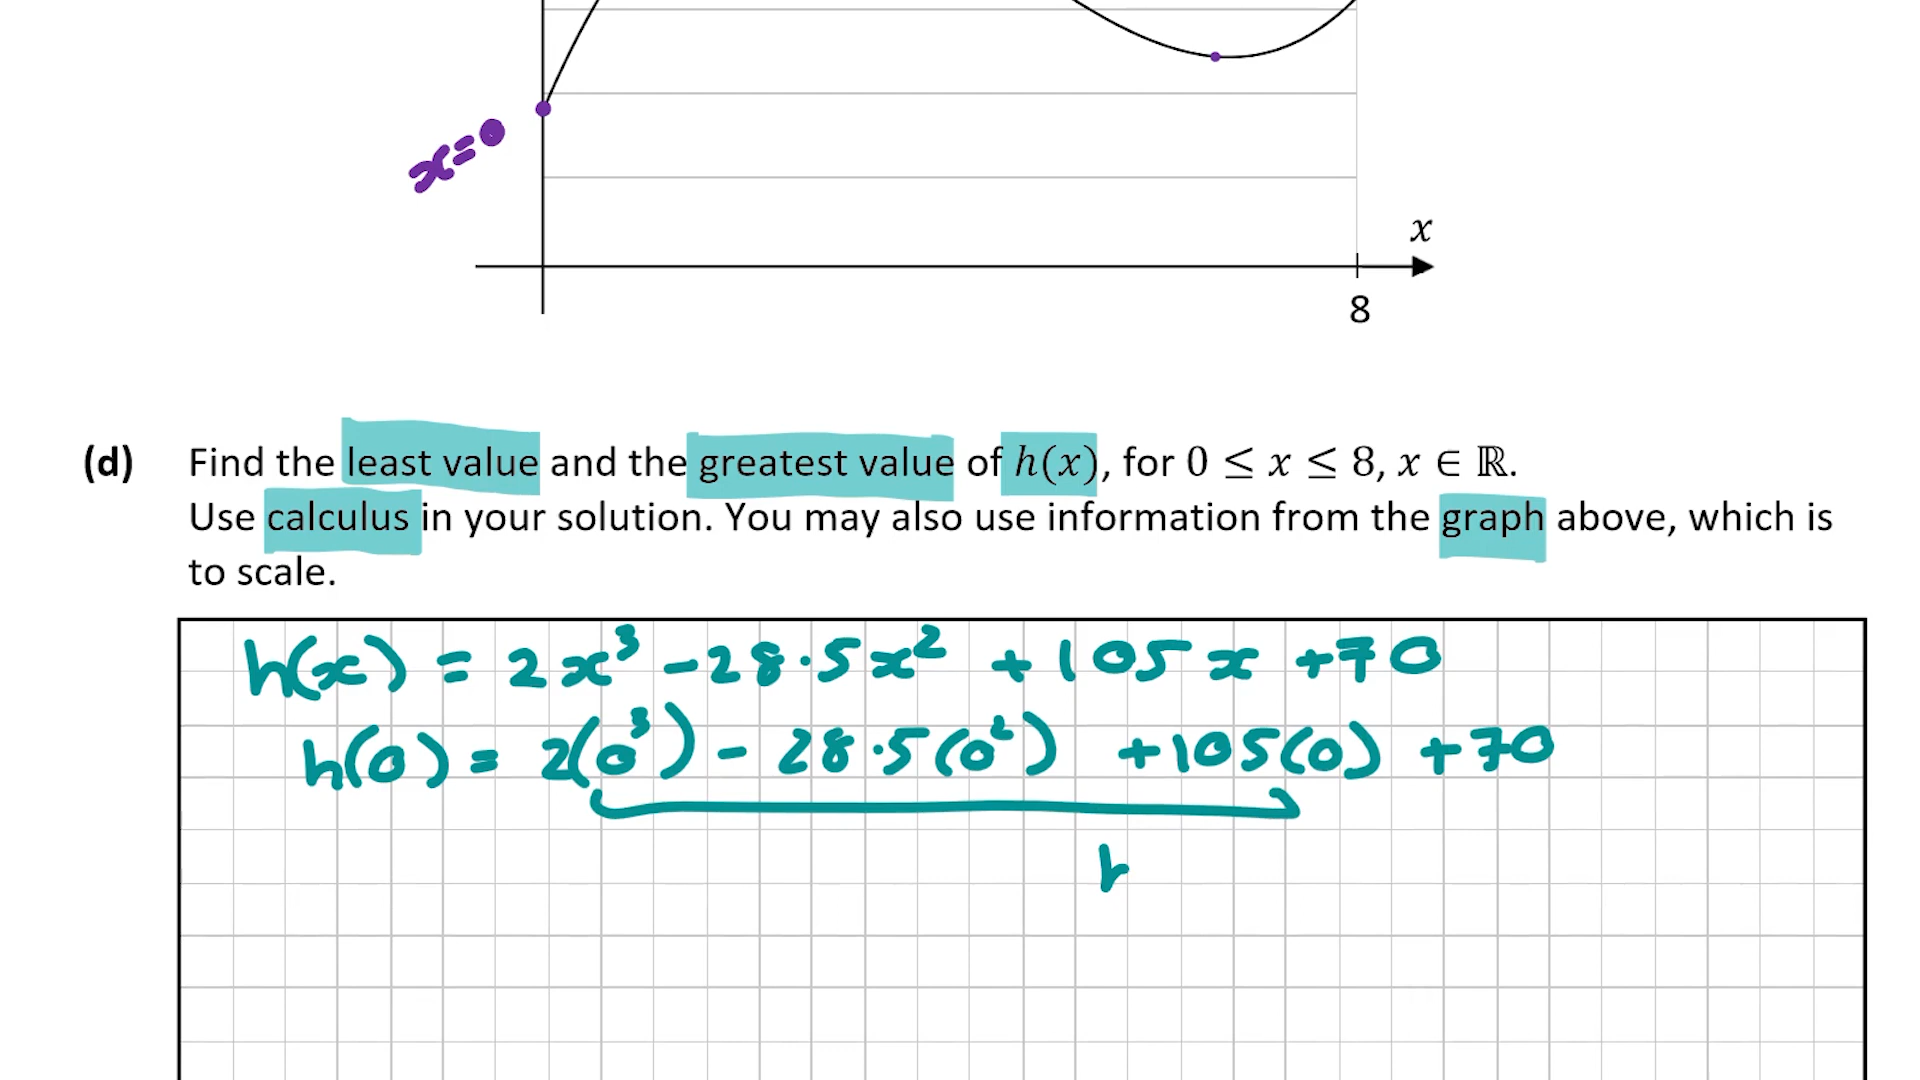 x=0
x
8
(d) Find the least value and the greatest value of h(x), for 0 ≤ x ≤ 8, x ∈ ℝ.
Use calculus in your solution. You may also use information from the graph above, which is
to scale.
h(x) = 2x³ -28·5x² +105x +70
h(0) = 2(0³) - 28·5(0²) +105(0) +70